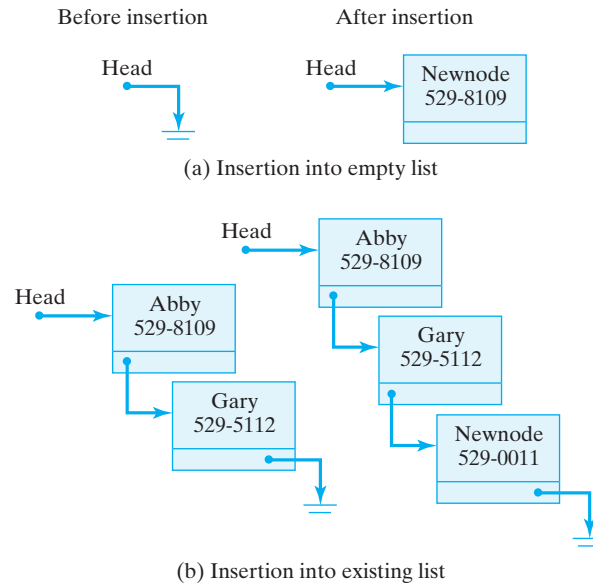 Before insertion
After insertion
Head
Head
Newnode
529-8109
(a) Insertion into empty list
Head
Abby
529-8109
Gary
529-5112
Head
Abby
529-8109
Gary
529-5112
Newnode
529-0011
(b) Insertion into existing list